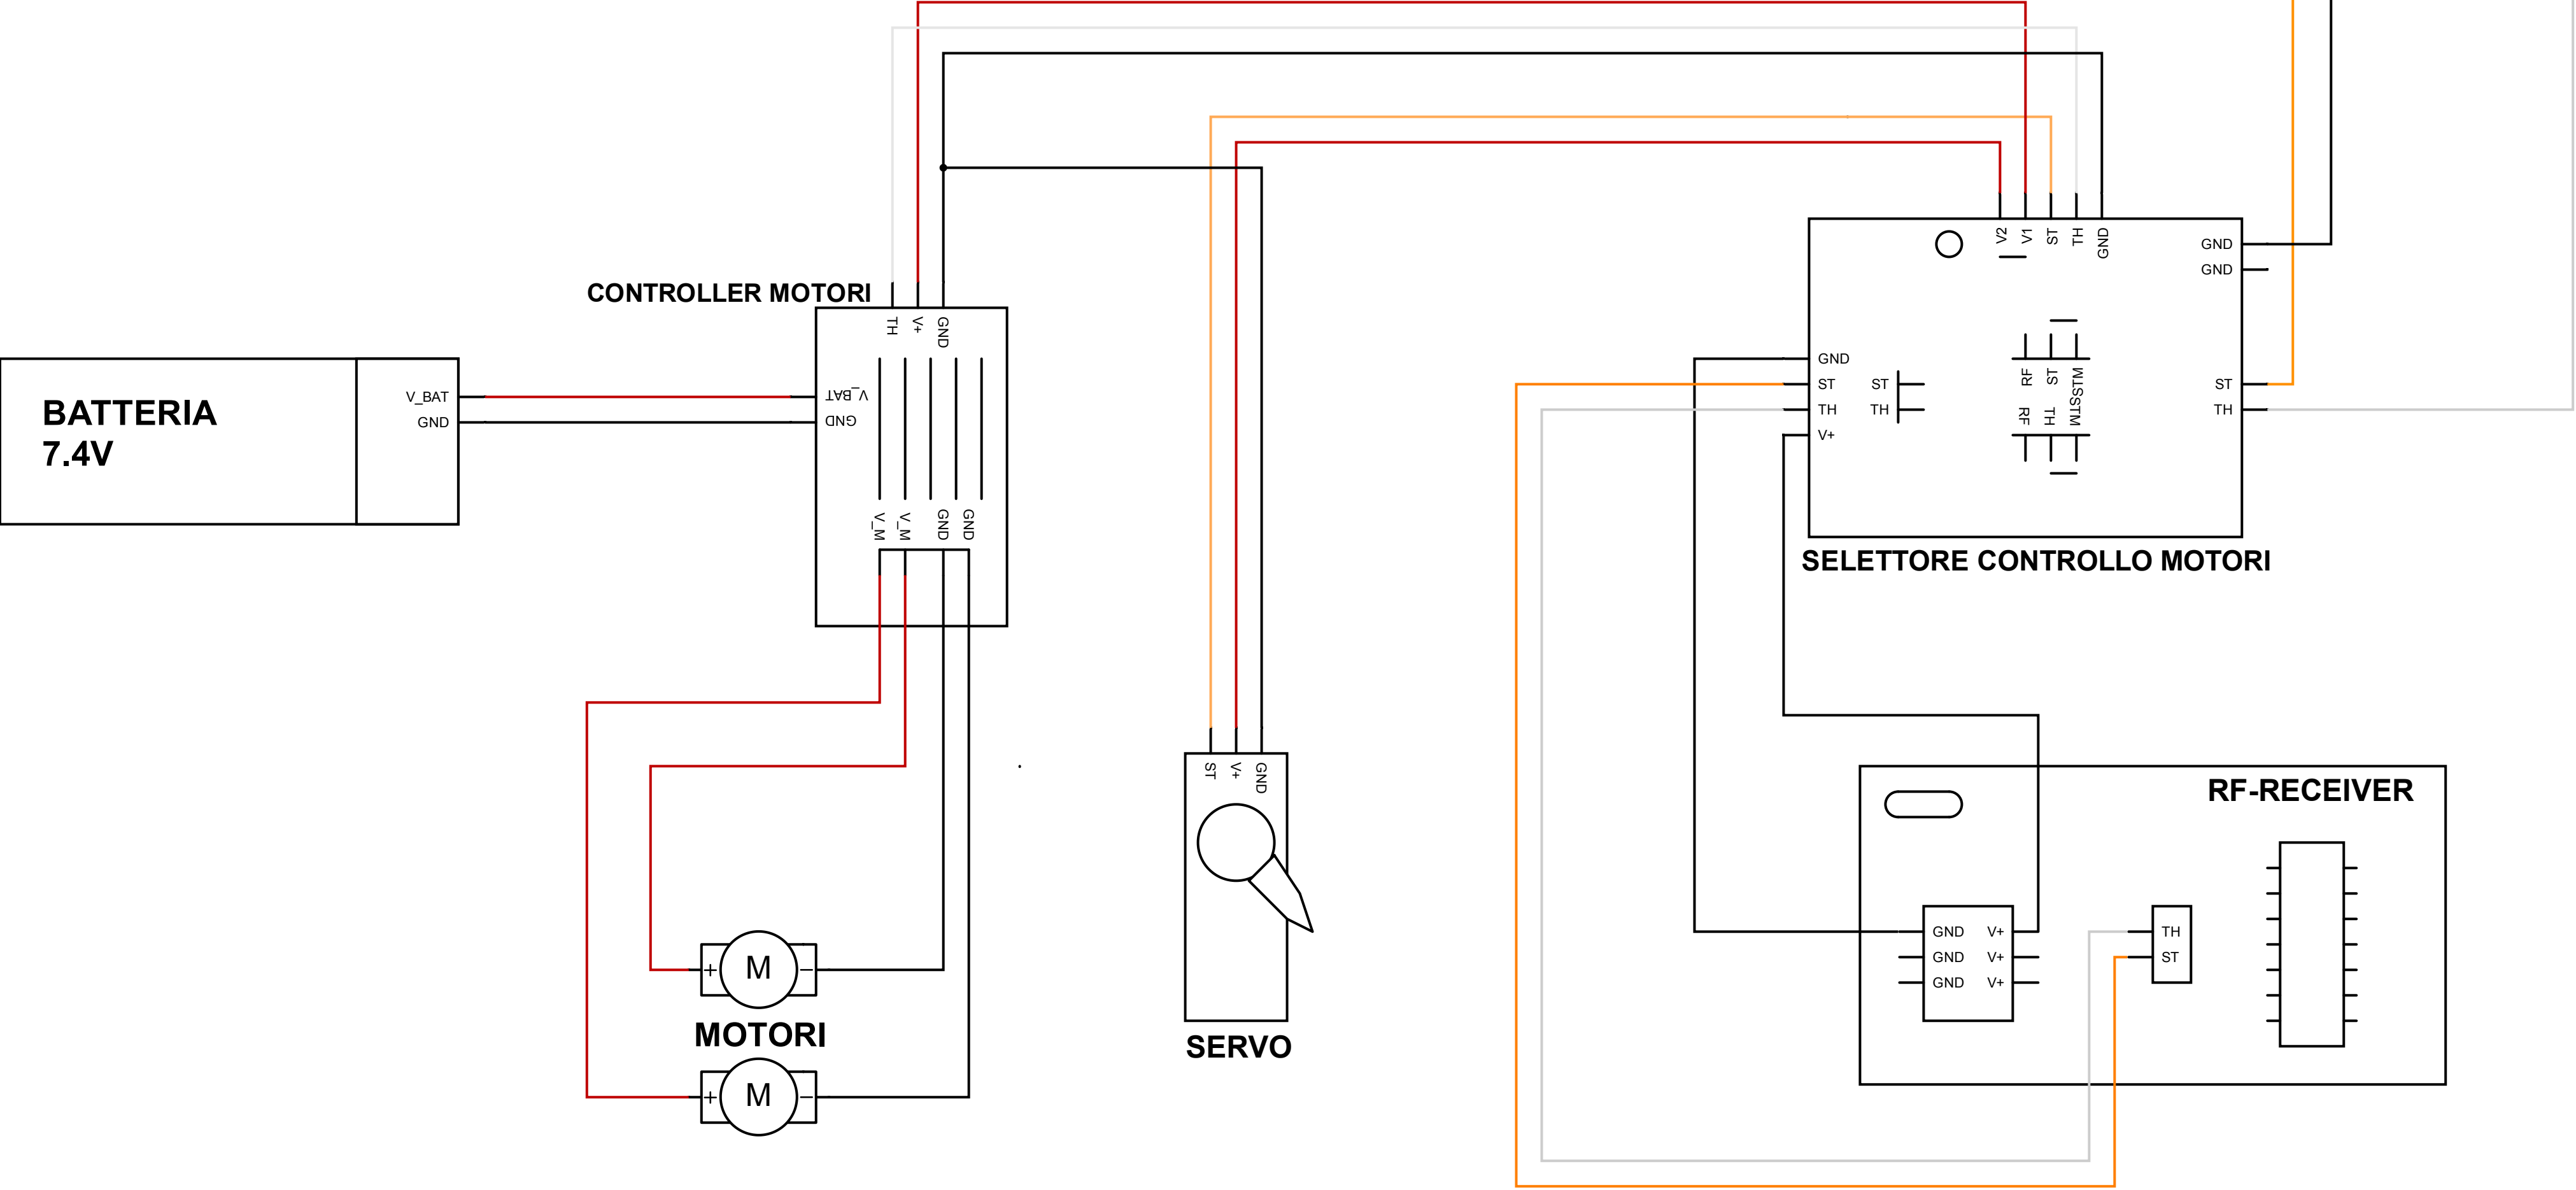 V2
V1
ST
TH
GND
GND
GND
CONTROLLER MOTORI
TH
V+
GND
V_BAT
GND
BATTERIA
7.4V
V_BAT
GND
GND
ST
TH
V+
ST
TH
RF
ST
STM
RF
TH
STM
ST
TH
V_M
V_M
GND
GND
SELETTORE CONTROLLO MOTORI
ST
V+
GND
RF-RECEIVER
GND V+
GND V+
GND V+
TH
ST
+ M −
MOTORI
SERVO
+ M −